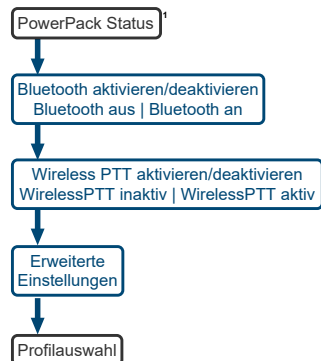 PowerPack Status¹
Bluetooth aktivieren/deaktivieren
Bluetooth aus | Bluetooth an
Wireless PTT aktivieren/deaktivieren
WirelessPTT inaktiv | WirelessPTT aktiv
Erweiterte
Einstellungen
Profilauswahl